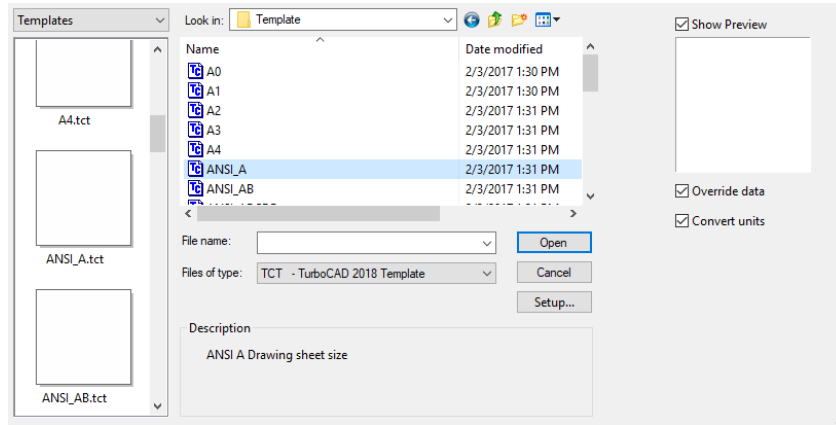 Templates
Look in: Template
Show Preview
Name Date modified
A0 2/3/2017 1:30 PM
A1 2/3/2017 1:30 PM
A2 2/3/2017 1:31 PM
A3 2/3/2017 1:31 PM
A4 2/3/2017 1:31 PM
ANSI_A 2/3/2017 1:31 PM
ANSI_AB 2/3/2017 1:31 PM
A4.tct
ANSI_A.tct
ANSI_AB.tct
File name:
Open
Files of type: TCT - TurboCAD 2018 Template
Cancel
Setup...
Description
ANSI A Drawing sheet size
Override data
Convert units